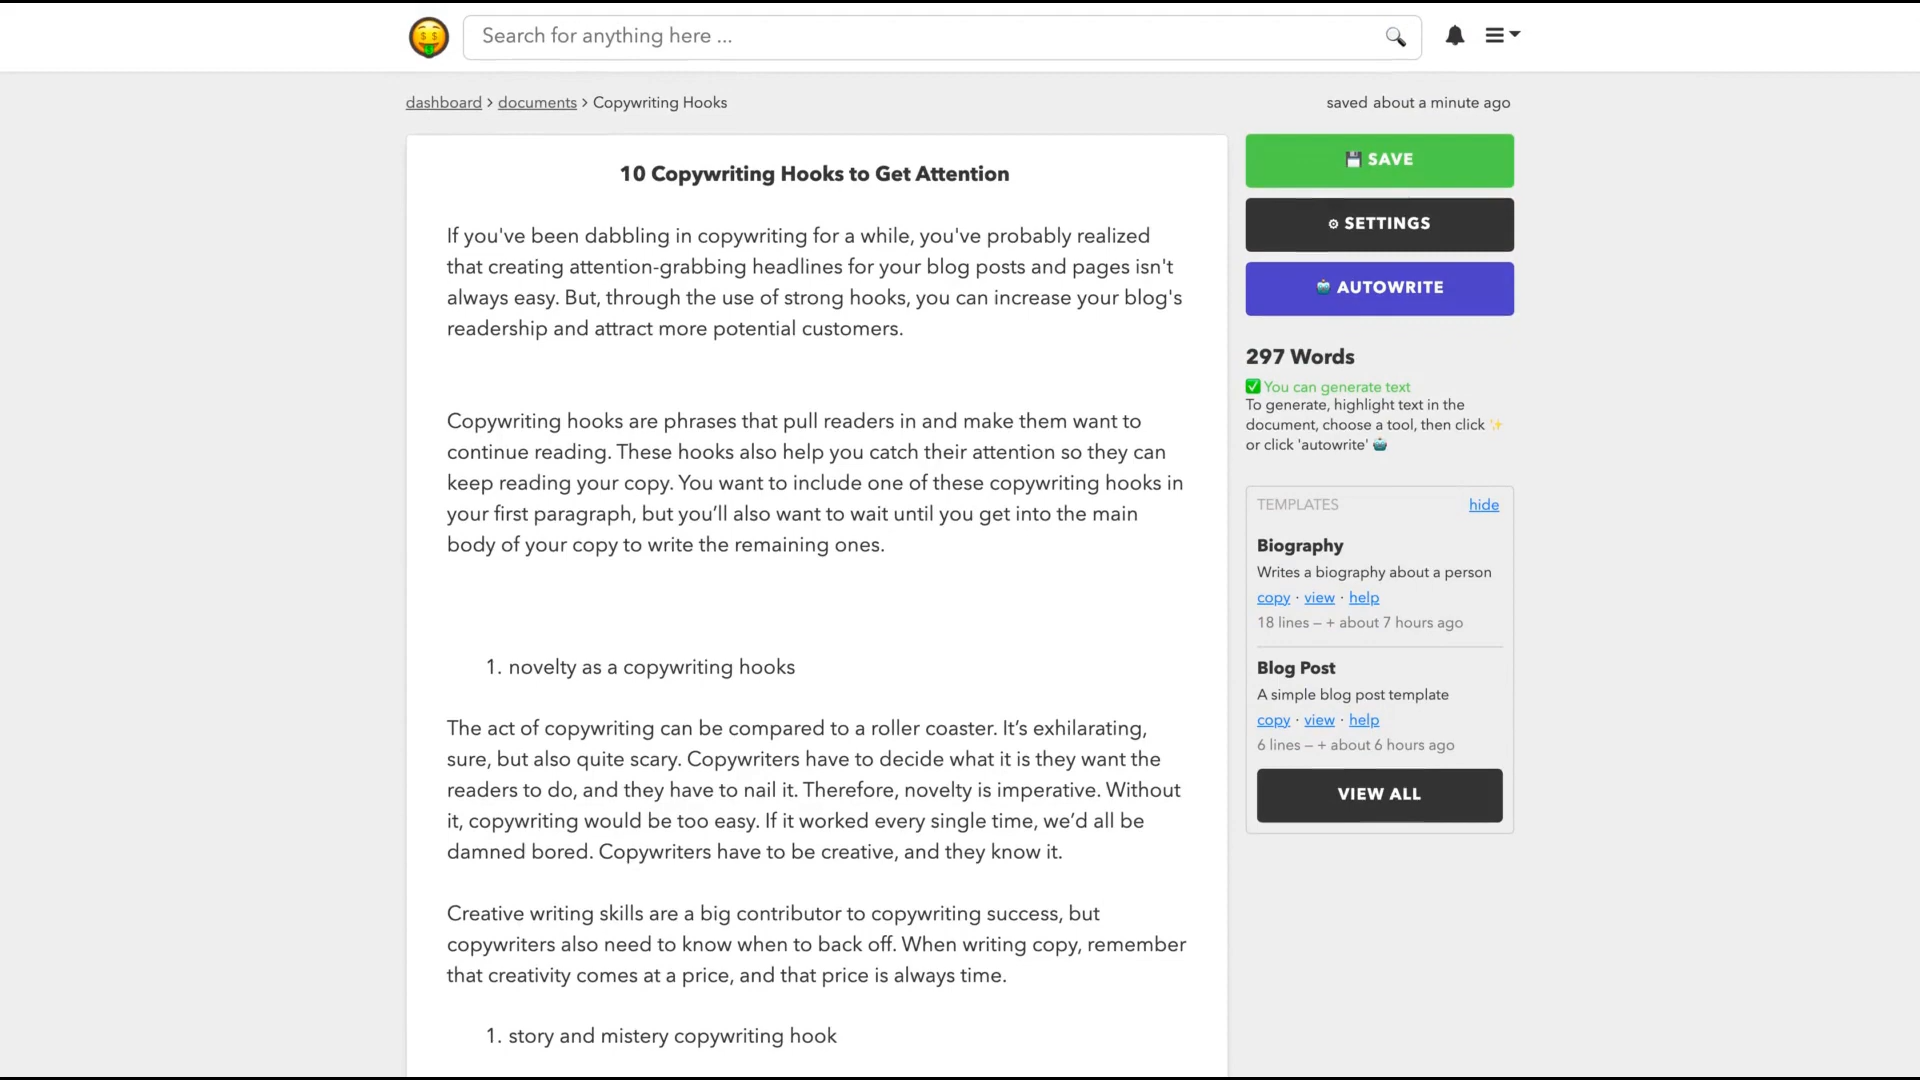 Search for anything here ...
dashboard > documents > Copywriting Hooks
saved about a minute ago
10 Copywriting Hooks to Get Attention
If you've been dabbling in copywriting for a while, you've probably realized
that creating attention-grabbing headlines for your blog posts and pages isn't
always easy. But, through the use of strong hooks, you can increase your blog's
readership and attract more potential customers.
Copywriting hooks are phrases that pull readers in and make them want to
continue reading. These hooks also help you catch their attention so they can
keep reading your copy. You want to include one of these copywriting hooks in
your first paragraph, but you’ll also want to wait until you get into the main
body of your copy to write the remaining ones.
1. novelty as a copywriting hooks
The act of copywriting can be compared to a roller coaster. It’s exhilarating,
sure, but also quite scary. Copywriters have to decide what it is they want the
readers to do, and they have to nail it. Therefore, novelty is imperative. Without
it, copywriting would be too easy. If it worked every single time, we’d all be
damned bored. Copywriters have to be creative, and they know it.
Creative writing skills are a big contributor to copywriting success, but
copywriters also need to know when to back off. When writing copy, remember
that creativity comes at a price, and that price is always time.
1. story and mistery copywriting hook
💾 SAVE
⚙ SETTINGS
🤖 AUTOWRITE
297 Words
✅ You can generate text
To generate, highlight text in the
document, choose a tool, then click ✨
or click 'autowrite' 🤖
TEMPLATES
hide
Biography
Writes a biography about a person
copy · view · help
18 lines – + about 7 hours ago
Blog Post
A simple blog post template
copy · view · help
6 lines – + about 6 hours ago
VIEW ALL